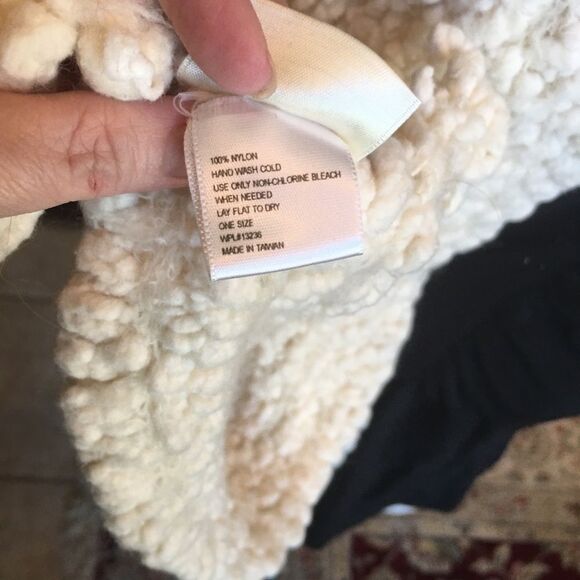 100% NYLON
HAND WASH COLD
USE ONLY NON-CHLORINE BLEACH
WHEN NEEDED
LAY FLAT TO DRY
ONE SIZE
WPL#13236
MADE IN TAIWAN